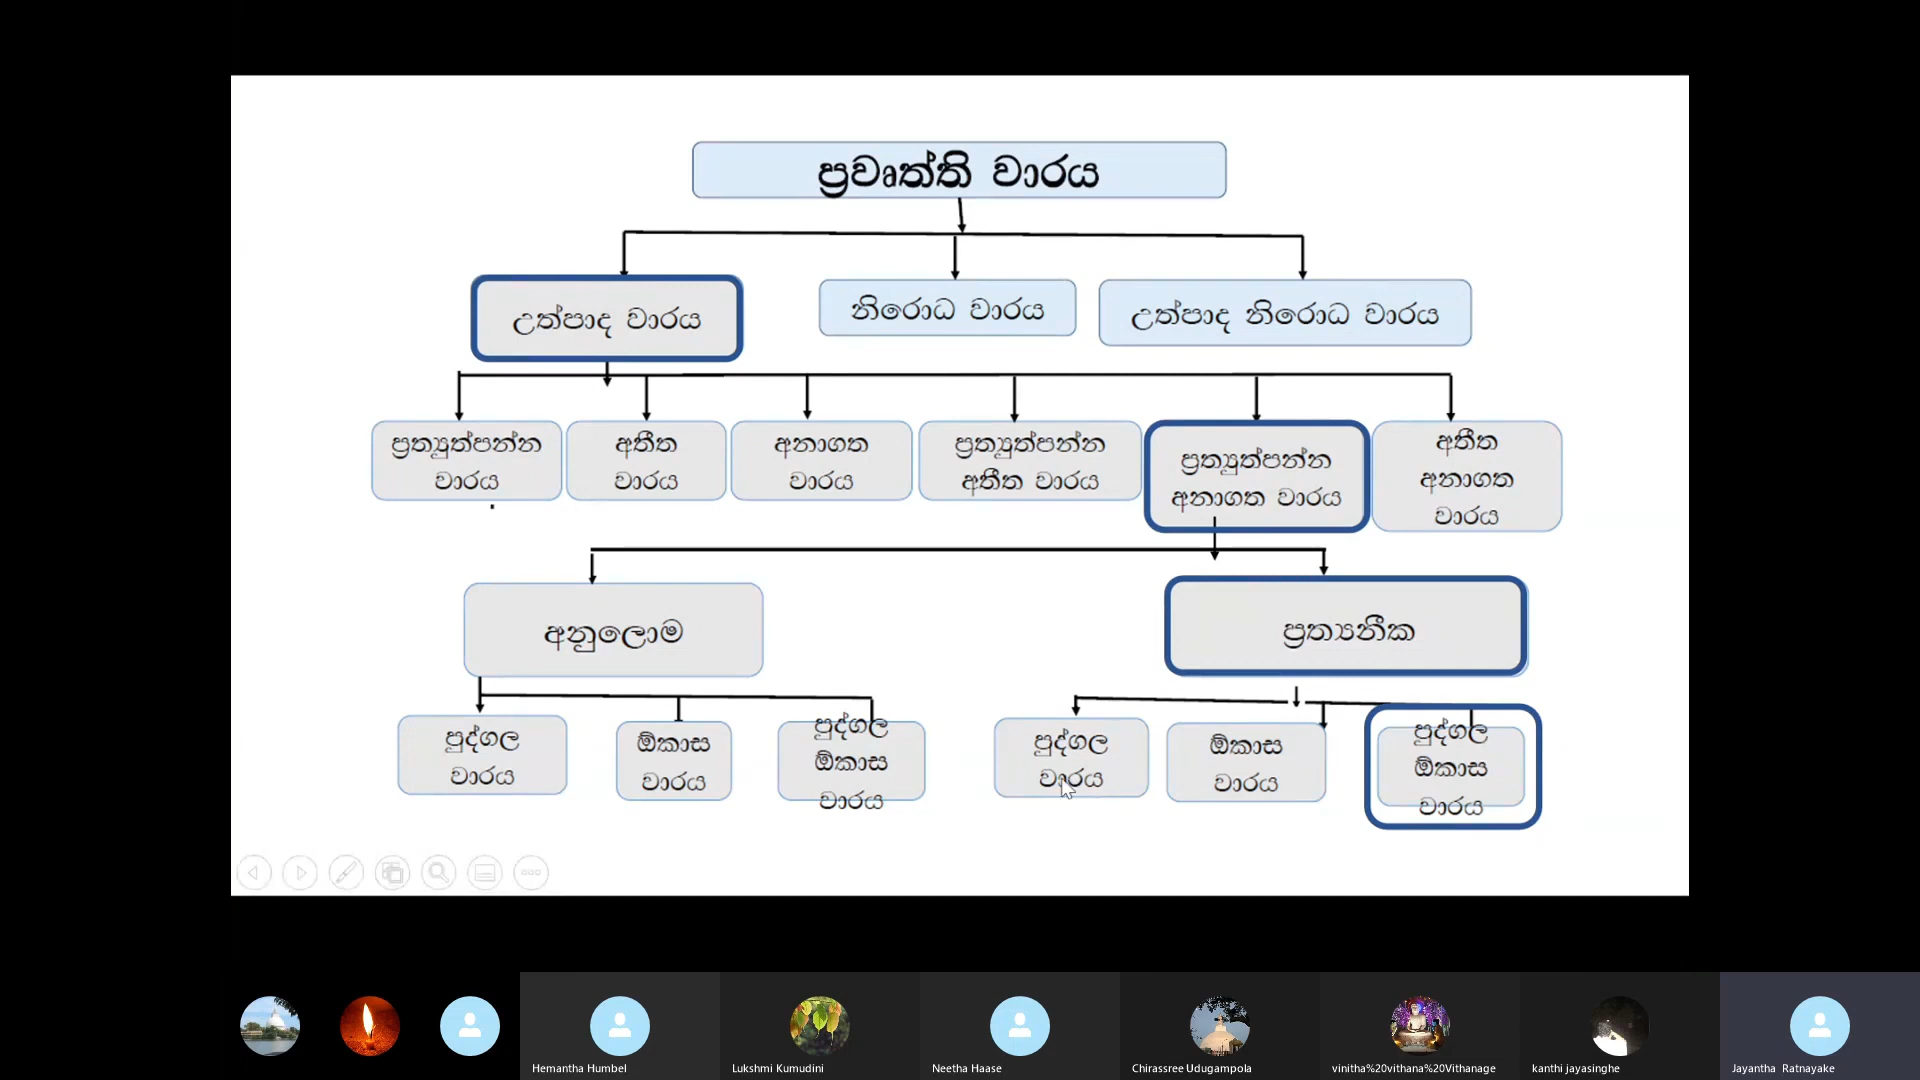 ප්‍රවෘත්ති වාරය
උත්පාද වාරය
නිරොධ වාරය
උත්පාද නිරොධ වාරය
ප්‍රත්‍යුත්පන්න
වාරය
අතීත
වාරය
අනාගත
වාරය
ප්‍රත්‍යුත්පන්න
අතීත වාරය
ප්‍රත්‍යුත්පන්න
අනාගත වාරය
අතීත
අනාගත
වාරය
අනුලොම
ප්‍රත්‍යනීක
පුද්ගල
වාරය
ඕකාස
වාරය
පුද්ගල
ඕකාස
වාරය
පුද්ගල
වාරය
ඕකාස
වාරය
පුද්ගල
ඕකාස
වාරය
Hemantha Humbel
Lukshmi Kumudini
Neetha Haase
Chirassree Udugampola
vinitha%20vithana%20Vithanage
kanthi jayasinghe
Jayantha Ratnayake